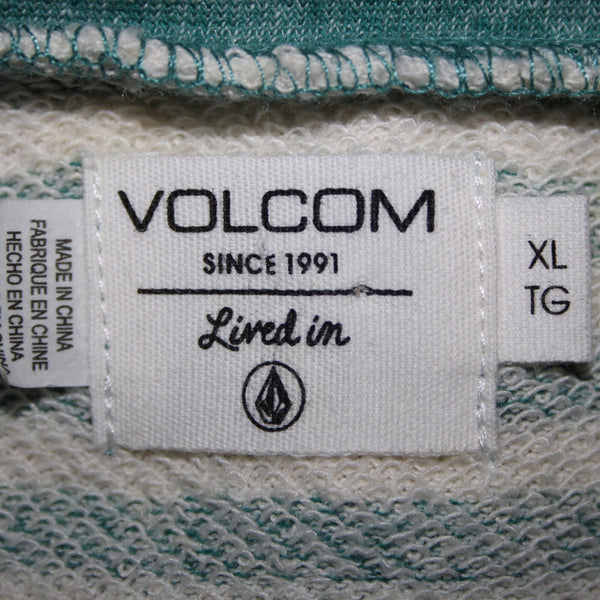 VOLCOM
SINCE 1991
Lived in
MADE IN CHINA
FABRIQUE EN CHINE
HECHO EN CHINA
XL
TG